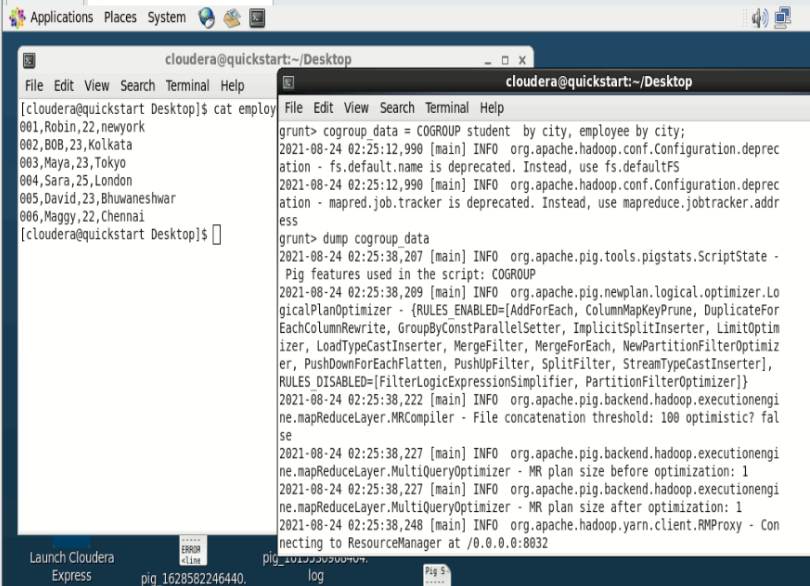 Applications Places System
cloudera@quickstart:~/Desktop
File Edit View Search Terminal Help
[cloudera@quickstart Desktop]$ cat employ
001,Robin,22,newyork
002,BOB,23,Kolkata
003,Maya,23,Tokyo
004,Sara,25,London
005,David,23,Bhuwaneshwar
006,Maggy,22,Chennai
[cloudera@quickstart Desktop]$
cloudera@quickstart:~/Desktop
File Edit View Search Terminal Help
grunt> cogroup_data = COGROUP student  by city, employee by city;
2021-08-24 02:25:12,990 [main] INFO  org.apache.hadoop.conf.Configuration.deprec
ation - fs.default.name is deprecated. Instead, use fs.defaultFS
2021-08-24 02:25:12,990 [main] INFO  org.apache.hadoop.conf.Configuration.deprec
ation - mapred.job.tracker is deprecated. Instead, use mapreduce.jobtracker.addr
ess
grunt> dump cogroup_data
2021-08-24 02:25:38,207 [main] INFO  org.apache.pig.tools.pigstats.ScriptState -
 Pig features used in the script: COGROUP
2021-08-24 02:25:38,209 [main] INFO  org.apache.pig.newplan.logical.optimizer.Lo
gicalPlanOptimizer - {RULES_ENABLED=[AddForEach, ColumnMapKeyPrune, DuplicateFor
EachColumnRewrite, GroupByConstParallelSetter, ImplicitSplitInserter, LimitOptim
izer, LoadTypeCastInserter, MergeFilter, MergeForEach, NewPartitionFilterOptimiz
er, PushDownForEachFlatten, PushUpFilter, SplitFilter, StreamTypeCastInserter],
RULES_DISABLED=[FilterLogicExpressionSimplifier, PartitionFilterOptimizer]}
2021-08-24 02:25:38,222 [main] INFO  org.apache.pig.backend.hadoop.executionengi
ne.mapReduceLayer.MRCompiler - File concatenation threshold: 100 optimistic? fal
se
2021-08-24 02:25:38,227 [main] INFO  org.apache.pig.backend.hadoop.executionengi
ne.mapReduceLayer.MultiQueryOptimizer - MR plan size before optimization: 1
2021-08-24 02:25:38,227 [main] INFO  org.apache.pig.backend.hadoop.executionengi
ne.mapReduceLayer.MultiQueryOptimizer - MR plan size after optimization: 1
2021-08-24 02:25:38,248 [main] INFO  org.apache.hadoop.yarn.client.RMProxy - Con
necting to ResourceManager at /0.0.0.0:8032
Launch Cloudera
Express
ERROR
<line
pig_1628582246440.
log
Pig S